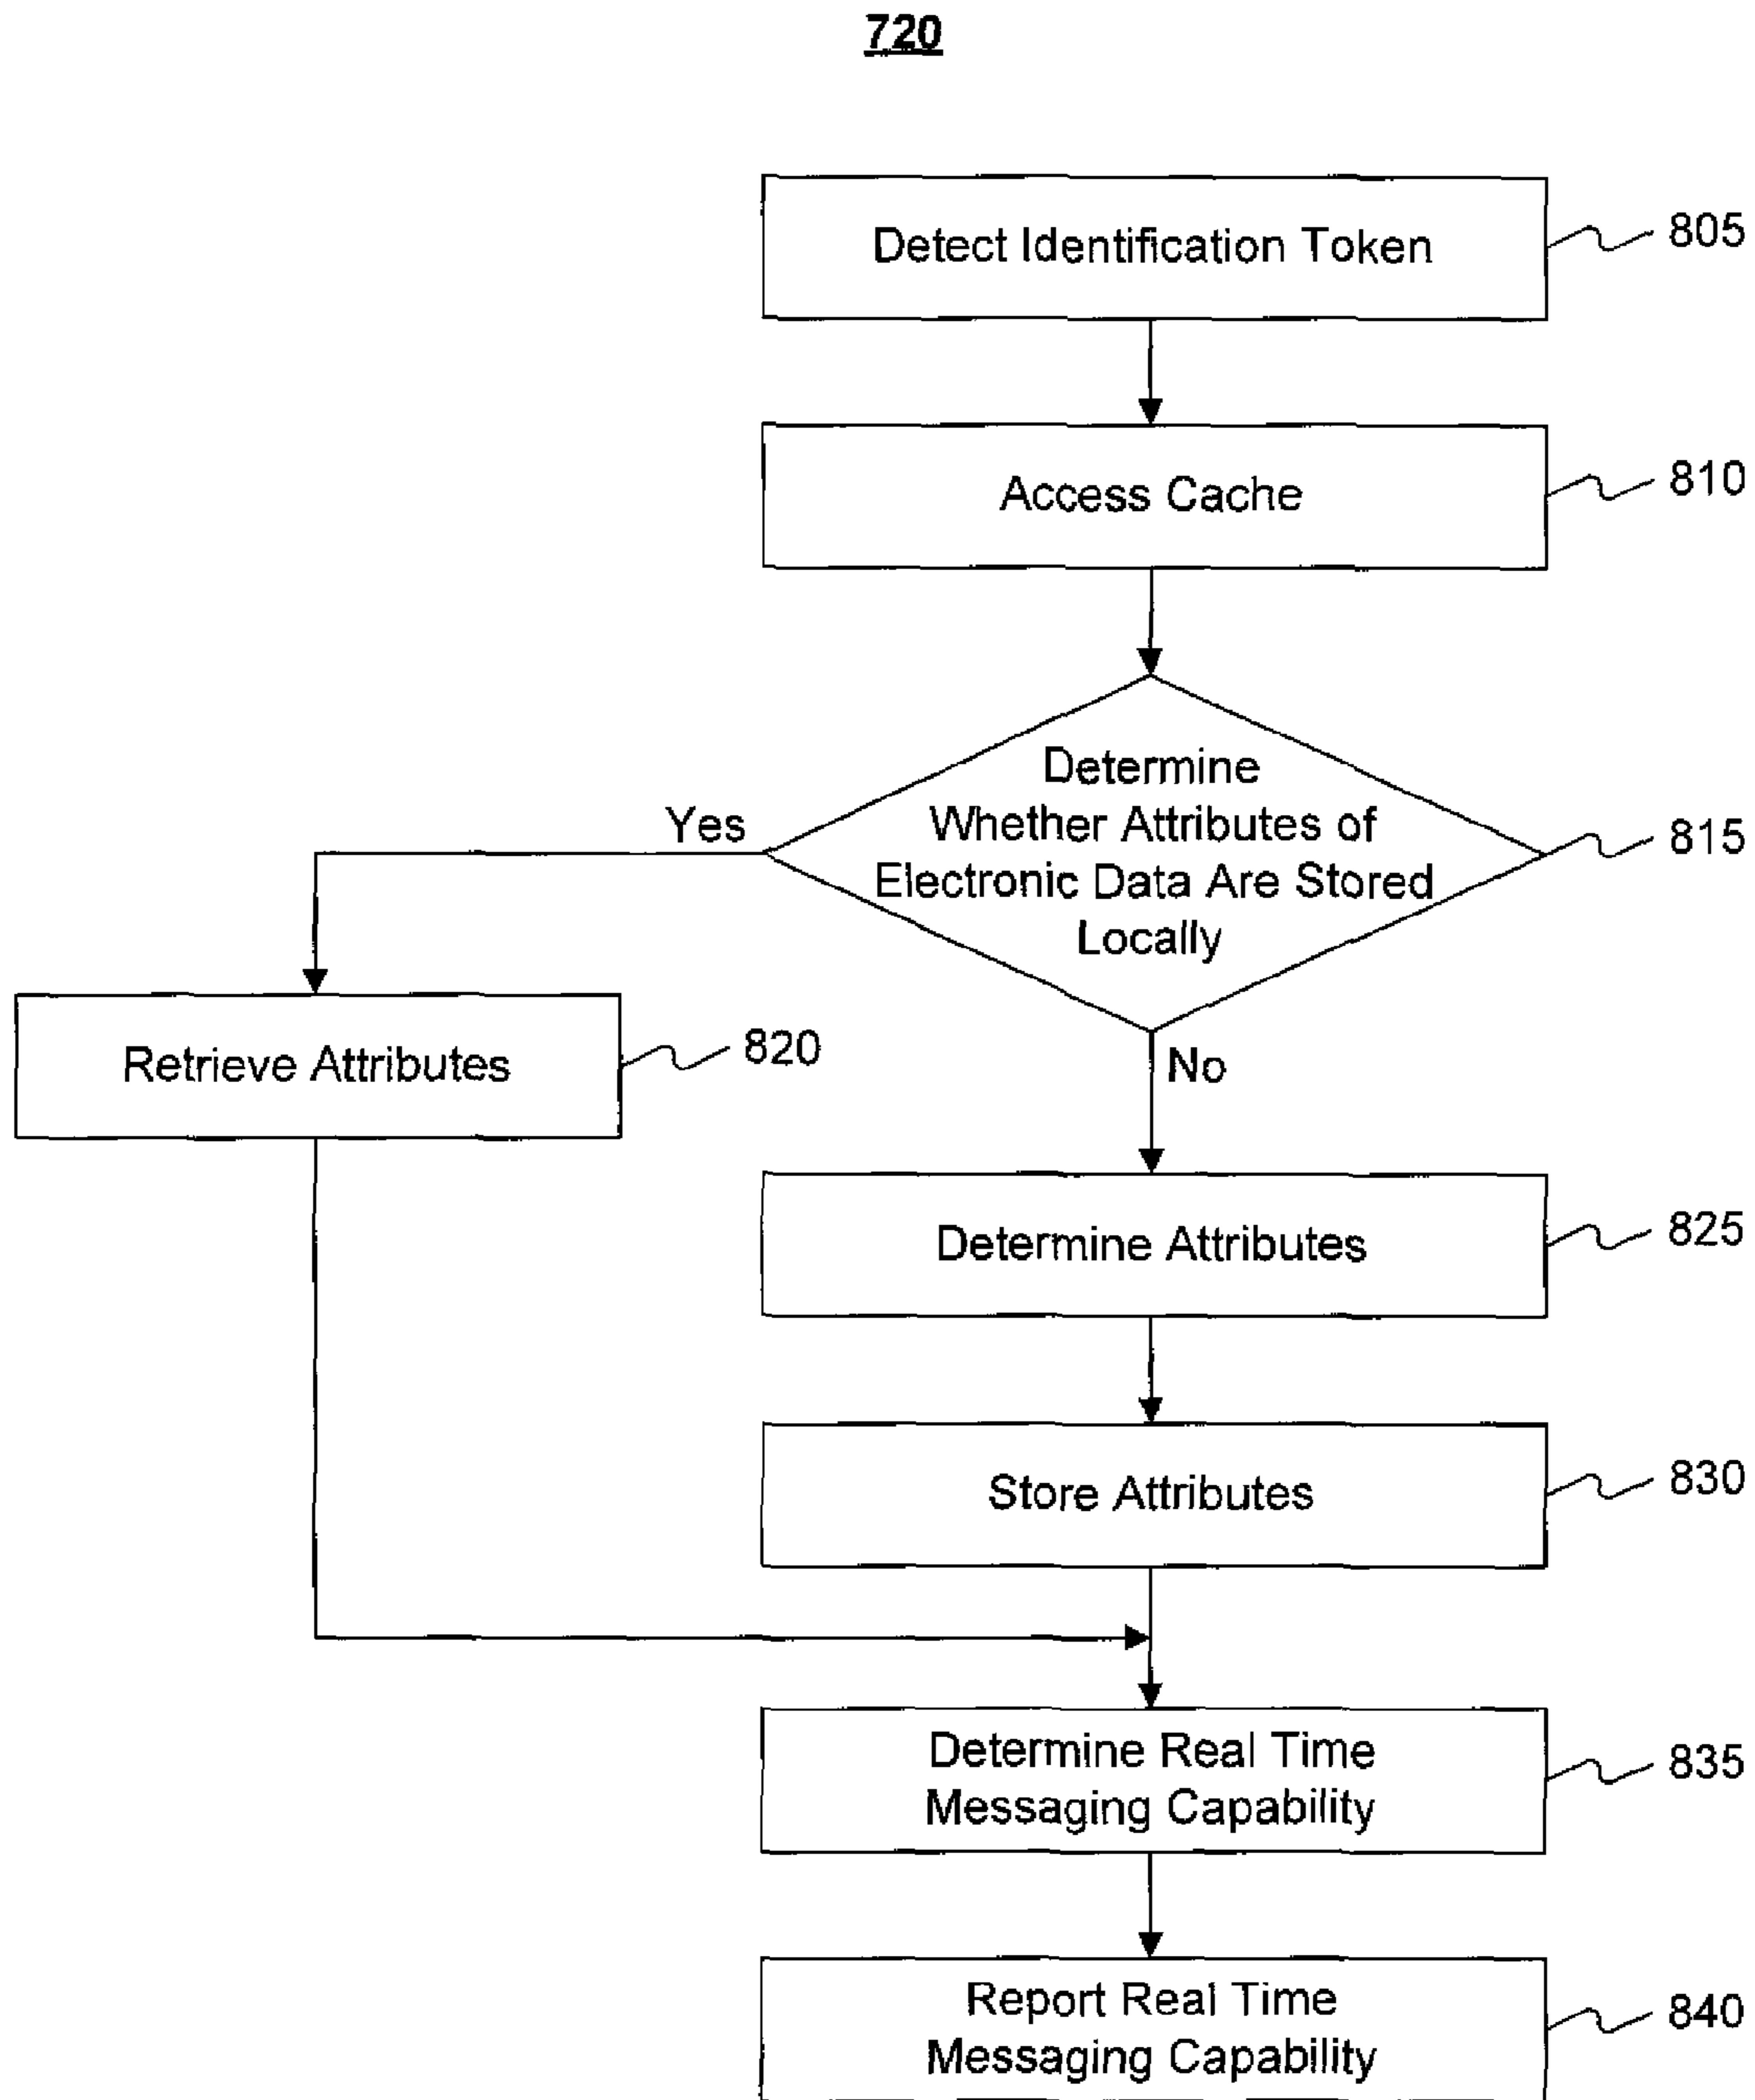 720
Detect Identification Token
805
Access Cache
810
Determine
Whether Attributes of
Electronic Data Are Stored
Locally
815
Yes
No
Retrieve Attributes
820
Determine Attributes
825
Store Attributes
830
Determine Real Time
Messaging Capability
835
Report Real Time
Messaging Capability
840